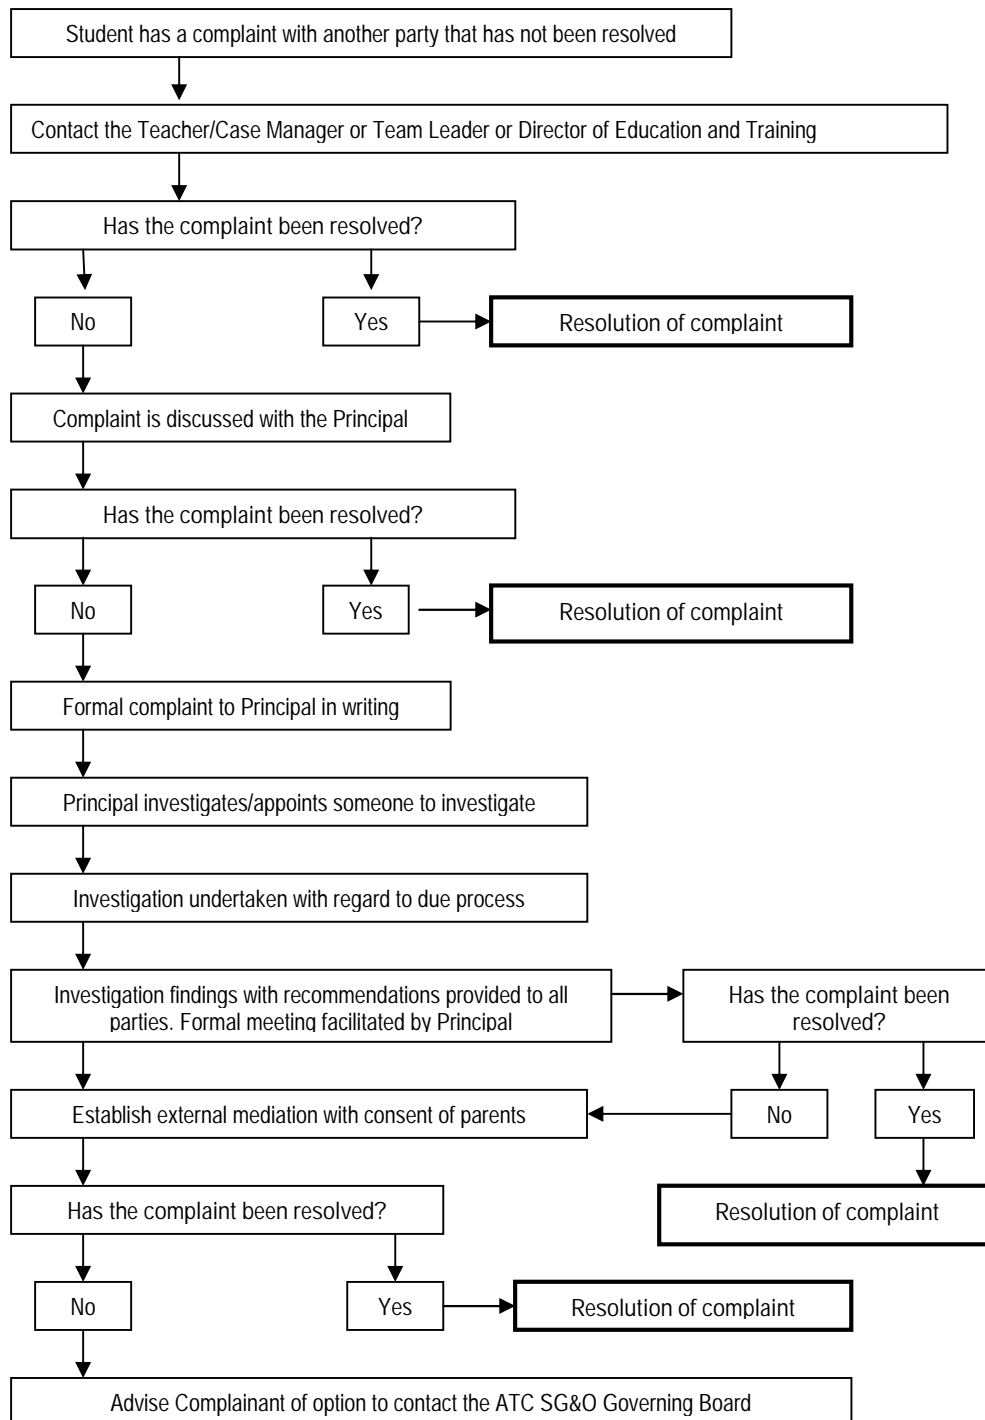 Student has a complaint with another party that has not been resolved
Contact the Teacher/Case Manager or Team Leader or Director of Education and Training
Has the complaint been resolved?
No
Yes
Resolution of complaint
Complaint is discussed with the Principal
Has the complaint been resolved?
No
Yes
Resolution of complaint
Formal complaint to Principal in writing
Principal investigates/appoints someone to investigate
Investigation undertaken with regard to due process
Investigation findings with recommendations provided to all
parties. Formal meeting facilitated by Principal
Has the complaint been
resolved?
Establish external mediation with consent of parents
No
Yes
Has the complaint been resolved?
Resolution of complaint
No
Yes
Resolution of complaint
Advise Complainant of option to contact the ATC SG&O Governing Board